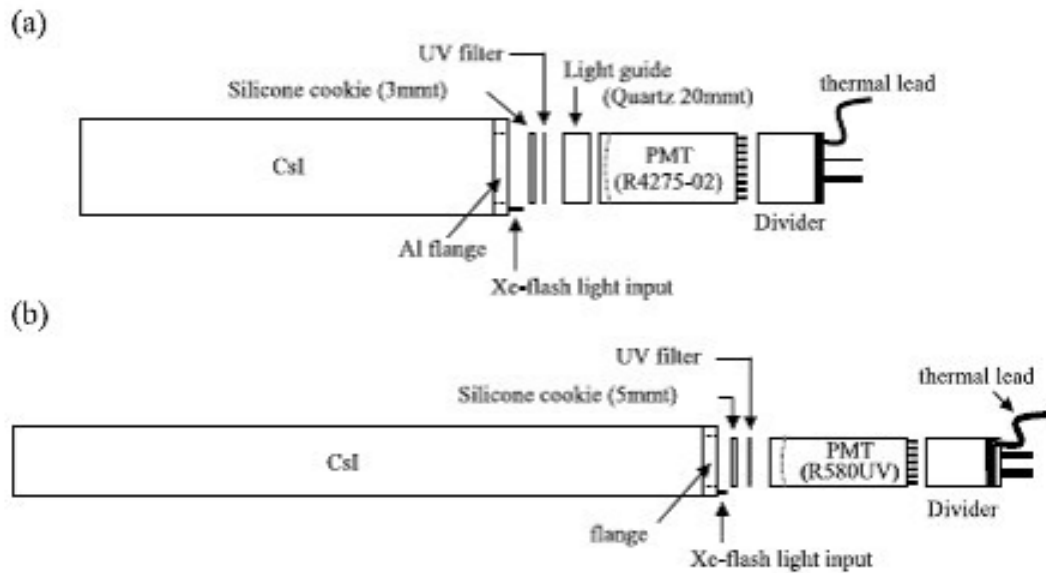 (a)
UV filter
Light guide
(Quartz 20mmt)
Silicone cookie (3mmt)
thermal lead
CsI
PMT
(R4275-02)
Divider
Al flange
Xe-flash light input
(b)
UV filter
Silicone cookie (5mmt)
thermal lead
CsI
PMT
(R580UV)
Divider
flange
Xe-flash light input